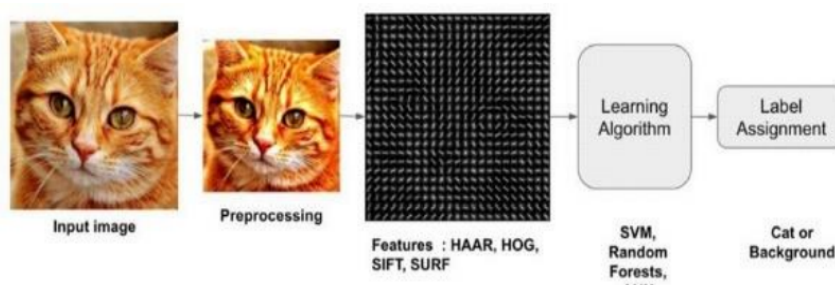 Input image
Preprocessing
Features : HAAR, HOG,
SIFT, SURF
Learning
Algorithm
SVM,
Random
Forests,
Label
Assignment
Cat or
Background